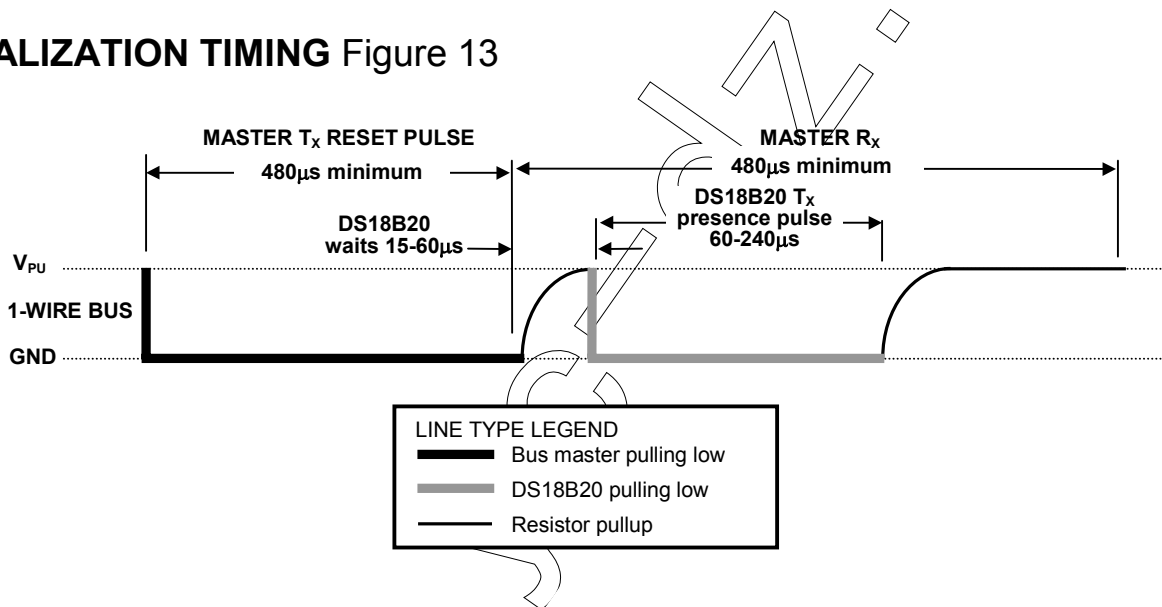 ALIZATION TIMING Figure 13
MASTER TX RESET PULSE
480μs minimum
MASTER RX
480μs minimum
DS18B20 TX
presence pulse
60-240μs
DS18B20
waits 15-60μs
VPU
1-WIRE BUS
GND
LINE TYPE LEGEND
Bus master pulling low
DS18B20 pulling low
Resistor pullup